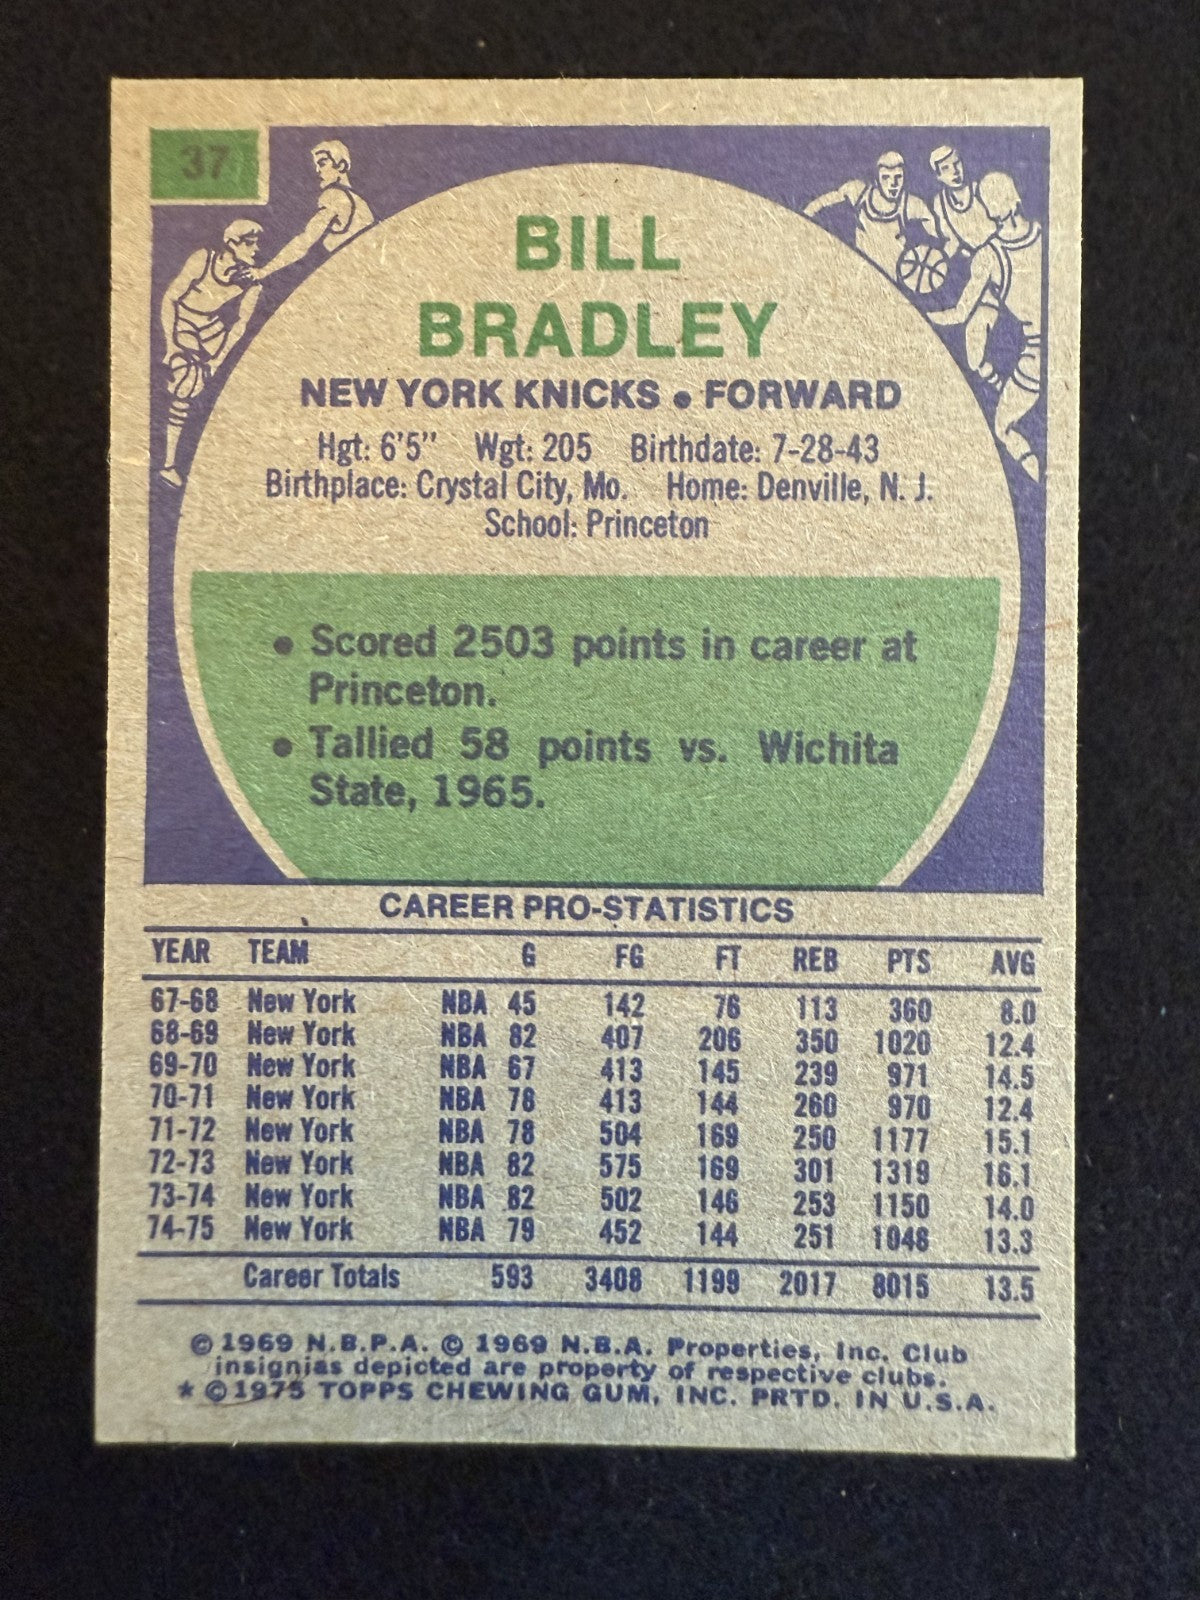 37
BILL
BRADLEY
NEW YORK KNICKS • FORWARD
Hgt: 6'5" Wgt: 205 Birthdate: 7-28-43
Birthplace: Crystal City, Mo. Home: Denville, N. J.
School: Princeton
• Scored 2503 points in career at
Princeton.
• Tallied 58 points vs. Wichita
State, 1965.
CAREER PRO-STATISTICS
YEAR TEAM G FG FT REB PTS AVG
67-68 New York NBA 45 142 76 113 360 8.0
68-69 New York NBA 82 407 206 350 1020 12.4
69-70 New York NBA 67 413 145 239 971 14.5
70-71 New York NBA 78 413 144 260 970 12.4
71-72 New York NBA 78 504 169 250 1177 15.1
72-73 New York NBA 82 575 169 301 1319 16.1
73-74 New York NBA 82 502 146 253 1150 14.0
74-75 New York NBA 79 452 144 251 1048 13.3
Career Totals 593 3408 1199 2017 8015 13.5
© 1969 N.B.P.A. © 1969 N.B.A. Properties, Inc. Club
insignias depicted are property of respective clubs.
* © 1975 TOPPS CHEWING GUM, INC. PRTD. IN U.S.A.